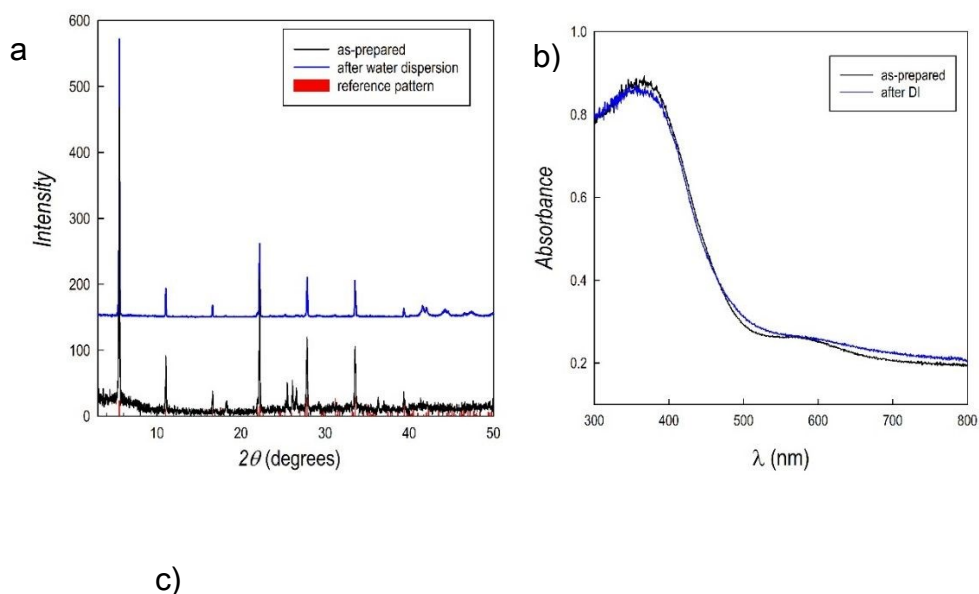 a
600
500
400
300
200
100
0
Intensity
10 20 30 40 50
2θ (degrees)
as-prepared
after water dispersion
reference pattern
b)
1.0
0.8
0.6
0.4
0.2
Absorbance
300 400 500 600 700 800
λ (nm)
as-prepared
after DI
c)